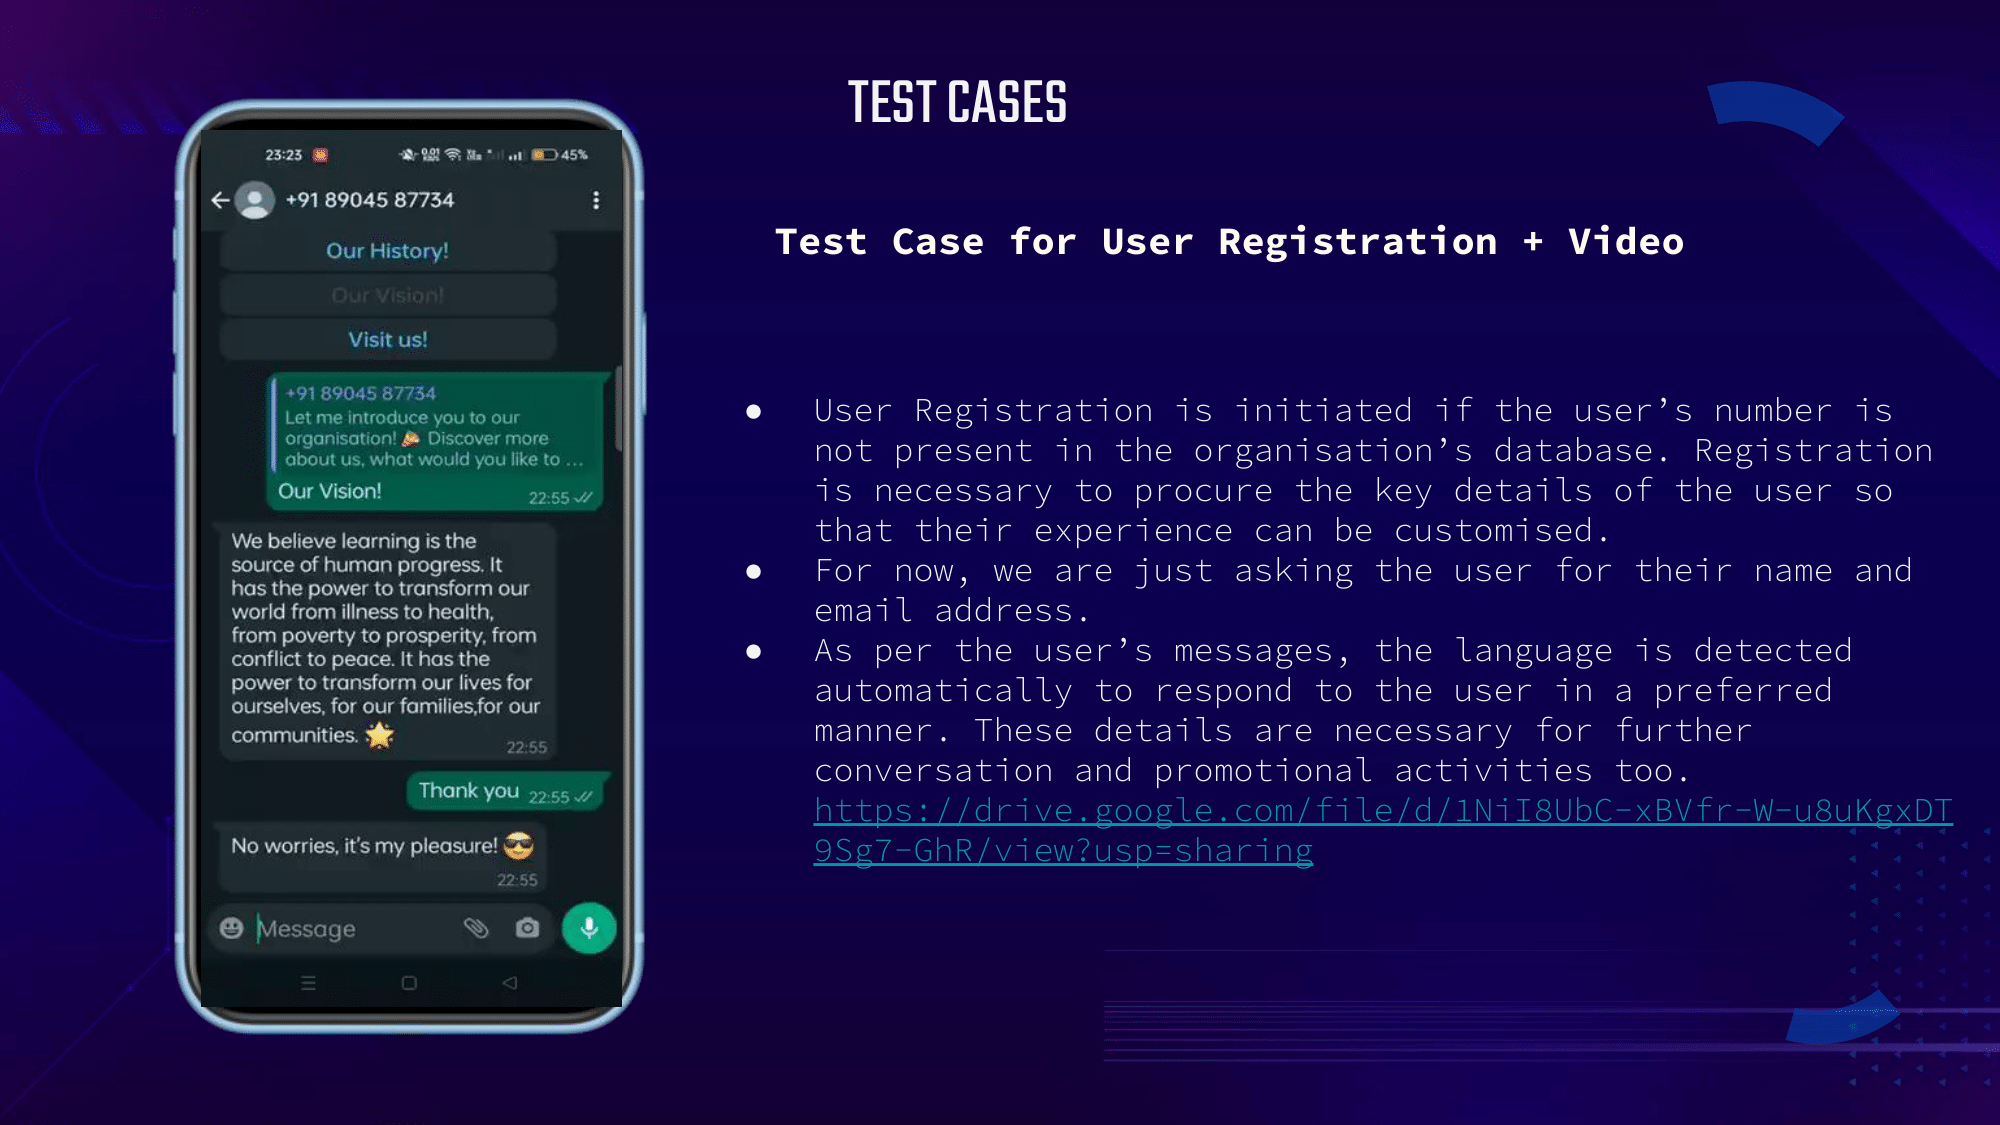 TEST CASES
Test Case for User Registration + Video
23:23
45%
+91 89045 87734
Our History!
Our Vision!
Visit us!
+91 89045 87734
Let me introduce you to our
organisation! 🎉 Discover more
about us, what would you like to ...
Our Vision!
22:55
We believe learning is the
source of human progress. It
has the power to transform our
world from illness to health,
from poverty to prosperity, from
conflict to peace. It has the
power to transform our lives for
ourselves, for our families,for our
communities. 🌟
22:55
Thank you 22:55
No worries, it's my pleasure! 😎
22:55
Message
● User Registration is initiated if the user’s number is
not present in the organisation’s database. Registration
is necessary to procure the key details of the user so
that their experience can be customised.
● For now, we are just asking the user for their name and
email address.
● As per the user’s messages, the language is detected
automatically to respond to the user in a preferred
manner. These details are necessary for further
conversation and promotional activities too.
https://drive.google.com/file/d/1NiI8UbC-xBVfr-W-u8uKgxDT
9Sg7-GhR/view?usp=sharing